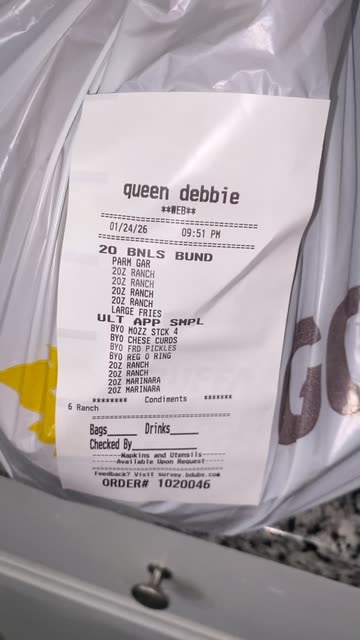 queen debbie
**WEB**
01/24/26 09:51 PM
20 BNLS BUND
PARM GAR
2OZ RANCH
2OZ RANCH
2OZ RANCH
2OZ RANCH
LARGE FRIES
ULT APP SMPL
BYO MOZZ STCK 4
BYO CHESE CURDS
BYO FRD PICKLES
BYO REG O RING
2OZ RANCH
2OZ RANCH
2OZ MARINARA
2OZ MARINARA
******** Condiments *******
6 Ranch
Bags_____ Drinks_____
Checked By____________
------Napkins and Utensils-----
-----Available Upon Request----
Feedback? Visit survey.bdubs.com
ORDER# 1020046
GO